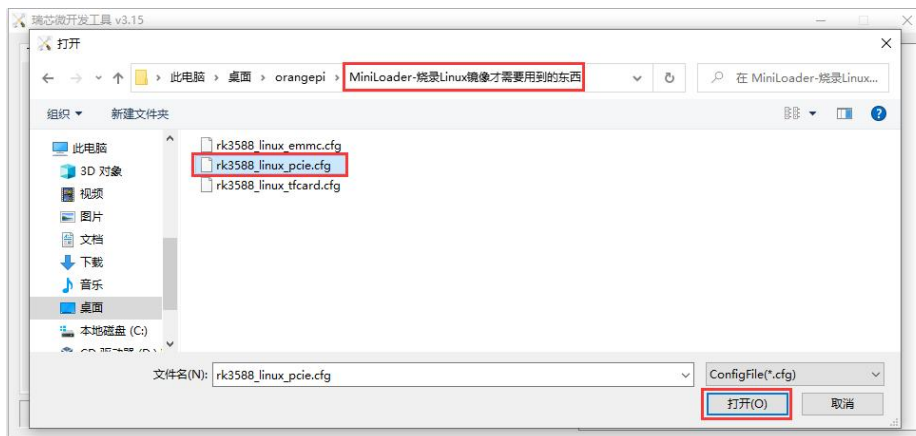 瑞芯微开发工具 v3.15
打开
此电脑 › 桌面 › orangepi › MiniLoader-烧录Linux镜像才需要用到的东西
在 MiniLoader-烧录Linux...
组织 新建文件夹
此电脑
3D 对象
视频
图片
文档
下载
音乐
桌面
本地磁盘 (C:)
rk3588_linux_emmc.cfg
rk3588_linux_pcie.cfg
rk3588_linux_tfcard.cfg
文件名(N): rk3588_linux_pcie.cfg
ConfigFile(*.cfg)
打开(O) 取消